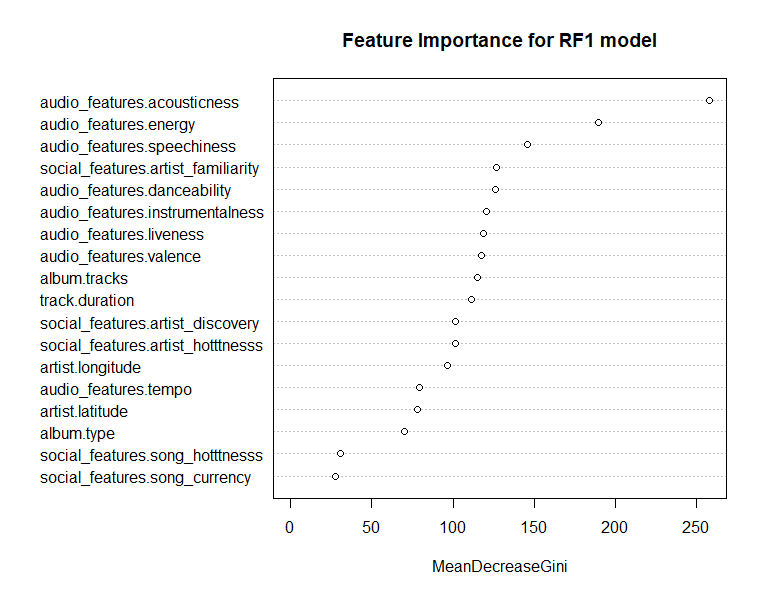 Feature Importance for RF1 model
audio_features.acousticness
audio_features.energy
audio_features.speechiness
social_features.artist_familiarity
audio_features.danceability
audio_features.instrumentalness
audio_features.liveness
audio_features.valence
album.tracks
track.duration
social_features.artist_discovery
social_features.artist_hotttnesss
artist.longitude
audio_features.tempo
artist.latitude
album.type
social_features.song_hotttnesss
social_features.song_currency
0 50 100 150 200 250
MeanDecreaseGini